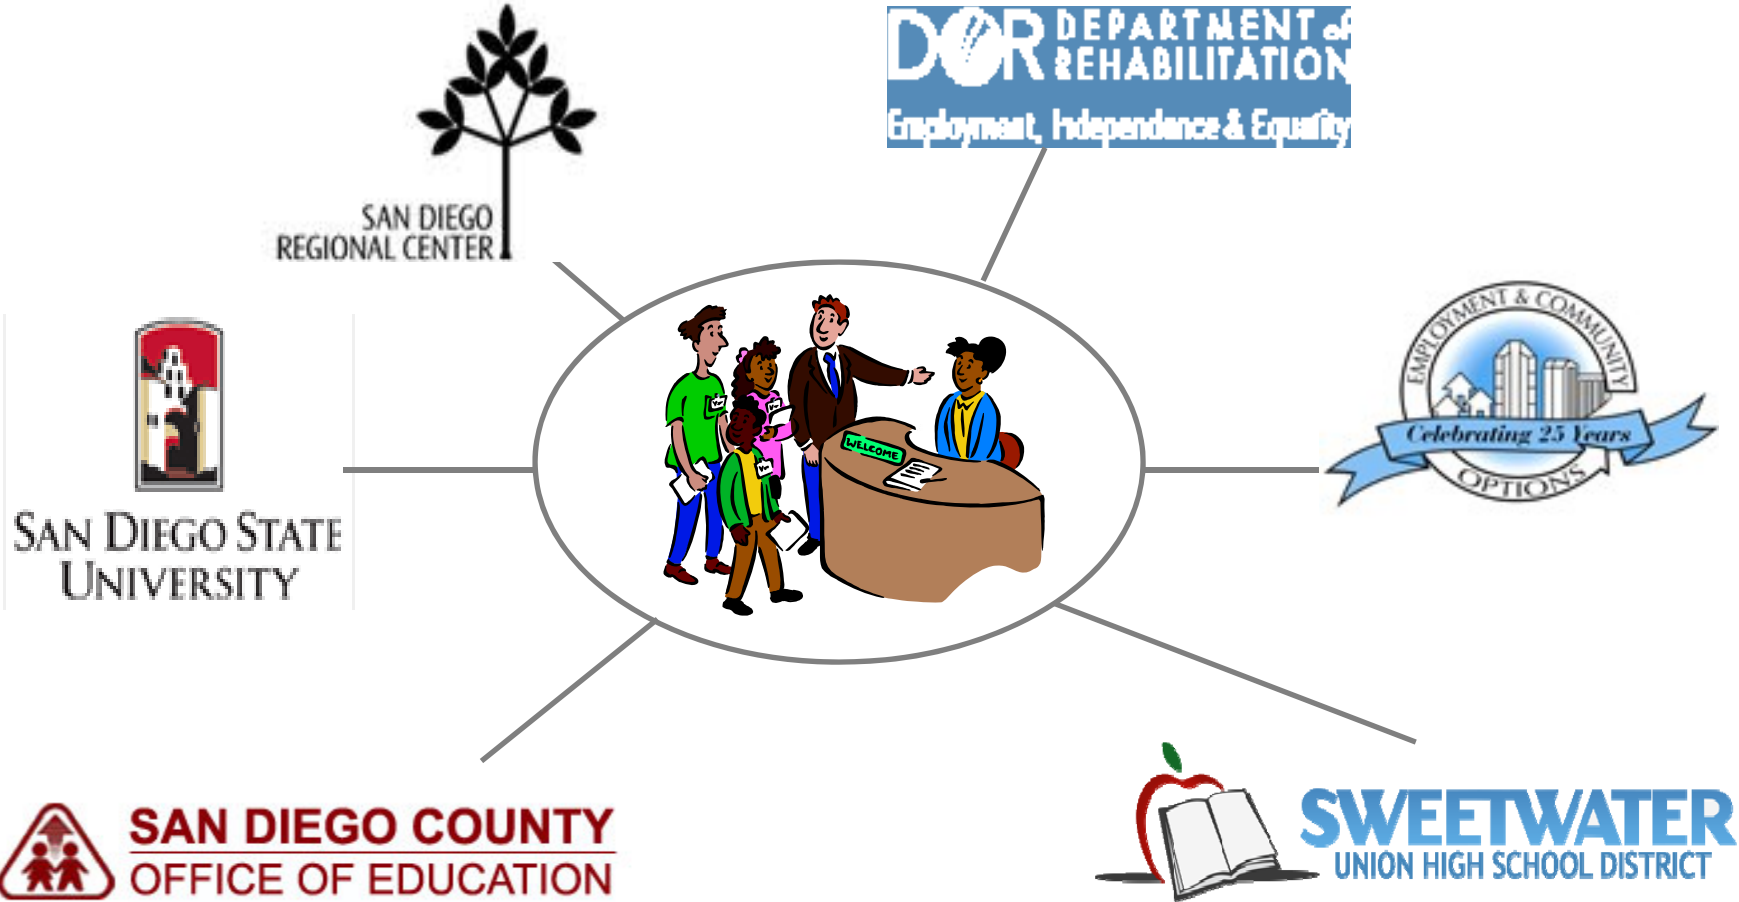 DOR DEPARTMENT of
REHABILITATION
Employment, Independence & Equality
SAN DIEGO
REGIONAL CENTER
EMPLOYMENT & COMMUNITY
Celebrating 25 Years
OPTIONS
WELCOME
SAN DIEGO STATE
UNIVERSITY
SAN DIEGO COUNTY
OFFICE OF EDUCATION
SWEETWATER
UNION HIGH SCHOOL DISTRICT